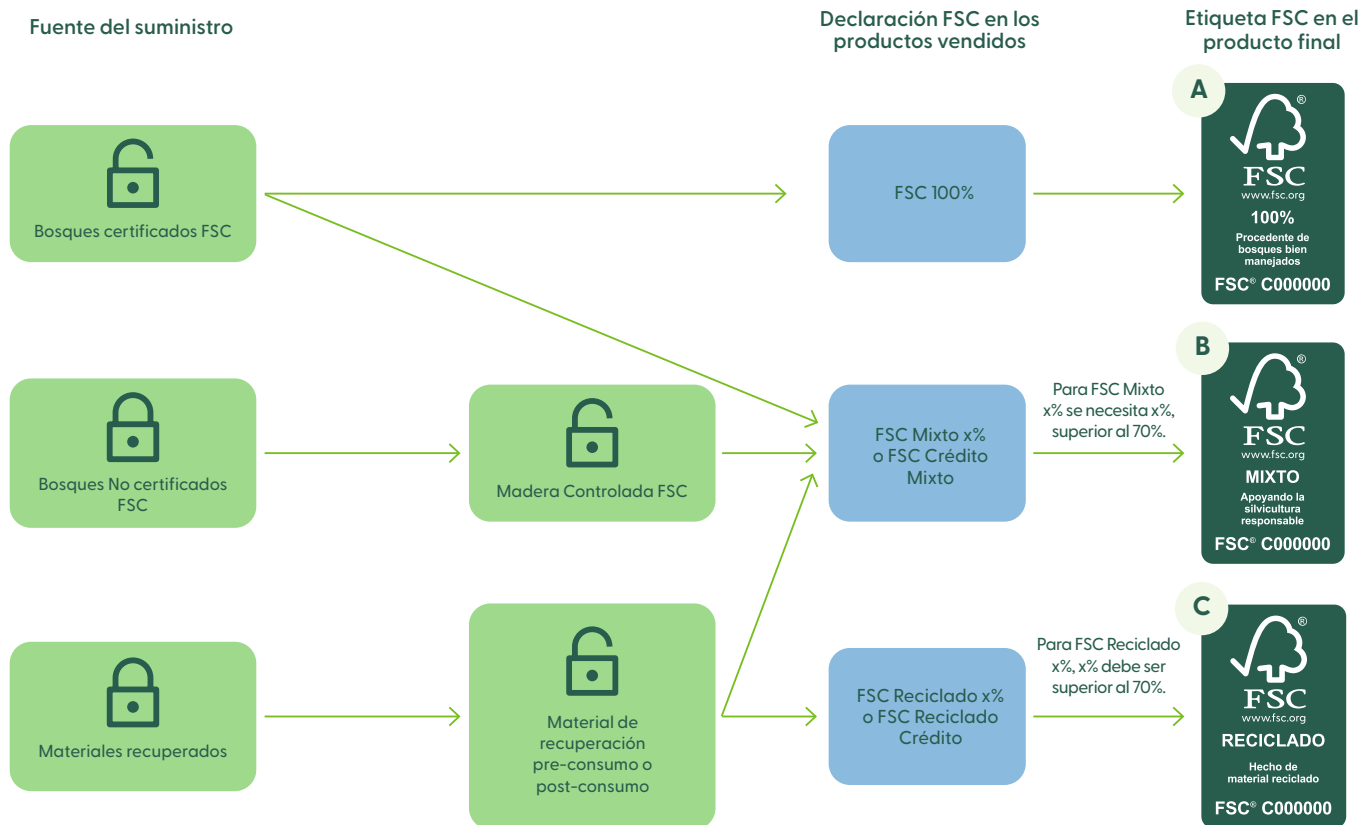 Fuente del suministro
Declaración FSC en los
productos vendidos
Etiqueta FSC en el
producto final
Bosques certificados FSC
FSC 100%
A
®
FSC
www.fsc.org
100%
Procedente de
bosques bien
manejados
FSC® C000000
Bosques No certificados
FSC
Madera Controlada FSC
FSC Mixto x%
o FSC Crédito
Mixto
Para FSC Mixto
x% se necesita x%,
superior al 70%.
B
®
FSC
www.fsc.org
MIXTO
Apoyando la
silvicultura
responsable
FSC® C000000
Materiales recuperados
Material de
recuperación
pre-consumo o
post-consumo
FSC Reciclado x%
o FSC Reciclado
Crédito
Para FSC Reciclado
x%, x% debe ser
superior al 70%.
C
®
FSC
www.fsc.org
RECICLADO
Hecho de
material reciclado
FSC® C000000